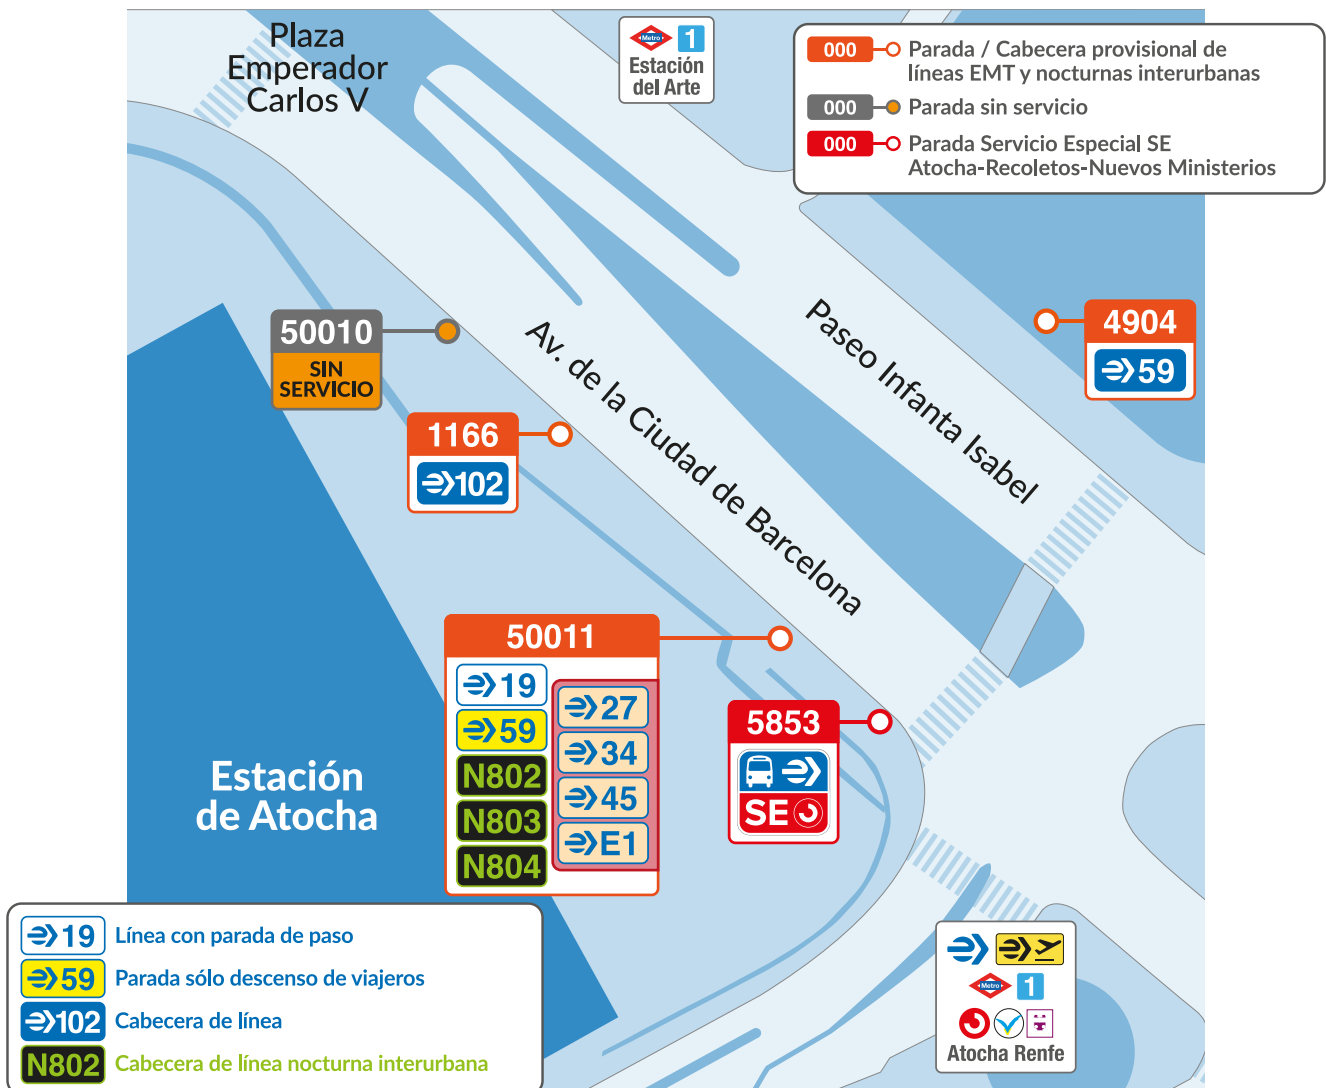 Plaza
Emperador
Carlos V
Metro 1
Estación
del Arte
000 Parada / Cabecera provisional de
líneas EMT y nocturnas interurbanas
000 Parada sin servicio
000 Parada Servicio Especial SE
Atocha-Recoletos-Nuevos Ministerios
50010
SIN
SERVICIO
1166
102
Av. de la Ciudad de Barcelona
Paseo Infanta Isabel
4904
59
50011
19
59
N802
N803
N804
27
34
45
E1
5853
SE
Estación
de Atocha
19 Línea con parada de paso
59 Parada sólo descenso de viajeros
102 Cabecera de línea
N802 Cabecera de línea nocturna interurbana
Metro 1
Atocha Renfe